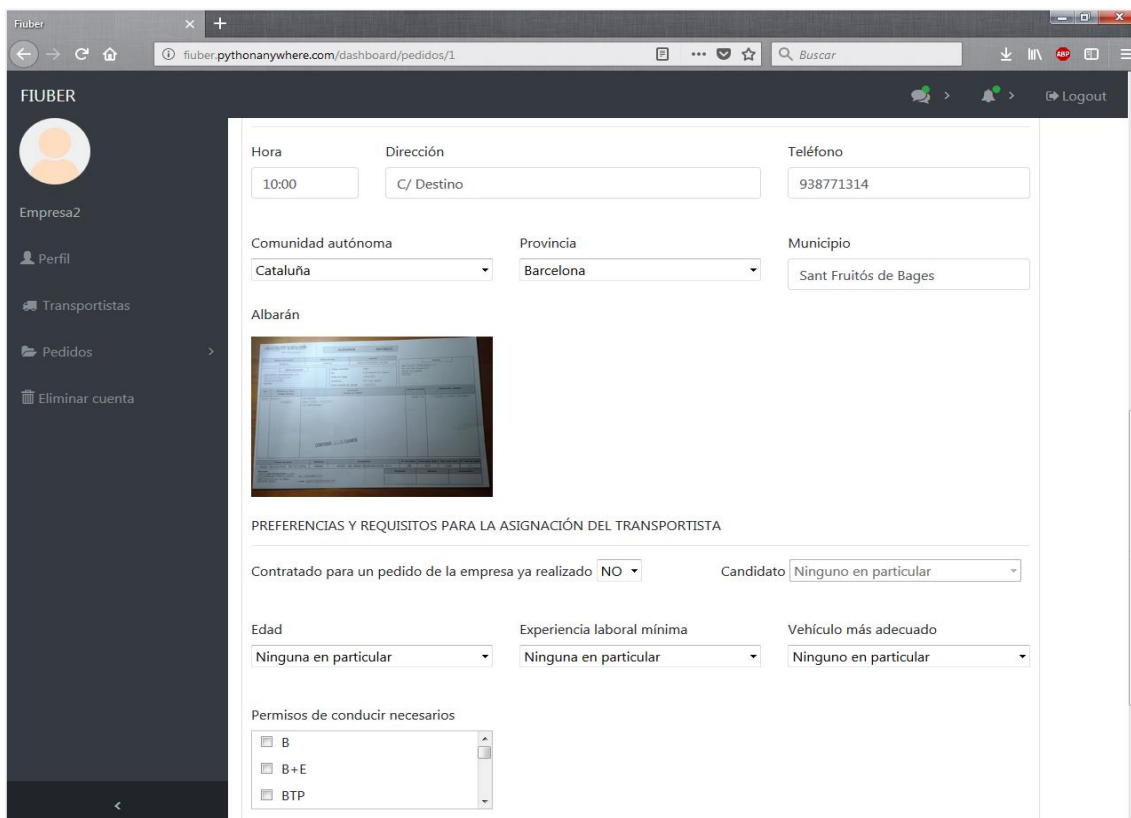 Fiuber
fiuber.pythonanywhere.com/dashboard/pedidos/1
Buscar
ABP
FIUBER
Logout
Empresa2
Perfil
Transportistas
Pedidos
Eliminar cuenta
Hora Dirección Teléfono
10:00 C/ Destino 938771314
Comunidad autónoma Provincia Municipio
Cataluña Barcelona Sant Fruitós de Bages
Albarán
PREFERENCIAS Y REQUISITOS PARA LA ASIGNACIÓN DEL TRANSPORTISTA
Contratado para un pedido de la empresa ya realizado NO Candidato Ninguno en particular
Edad Experiencia laboral mínima Vehículo más adecuado
Ninguna en particular Ninguna en particular Ninguno en particular
Permisos de conducir necesarios
B
B+E
BTP